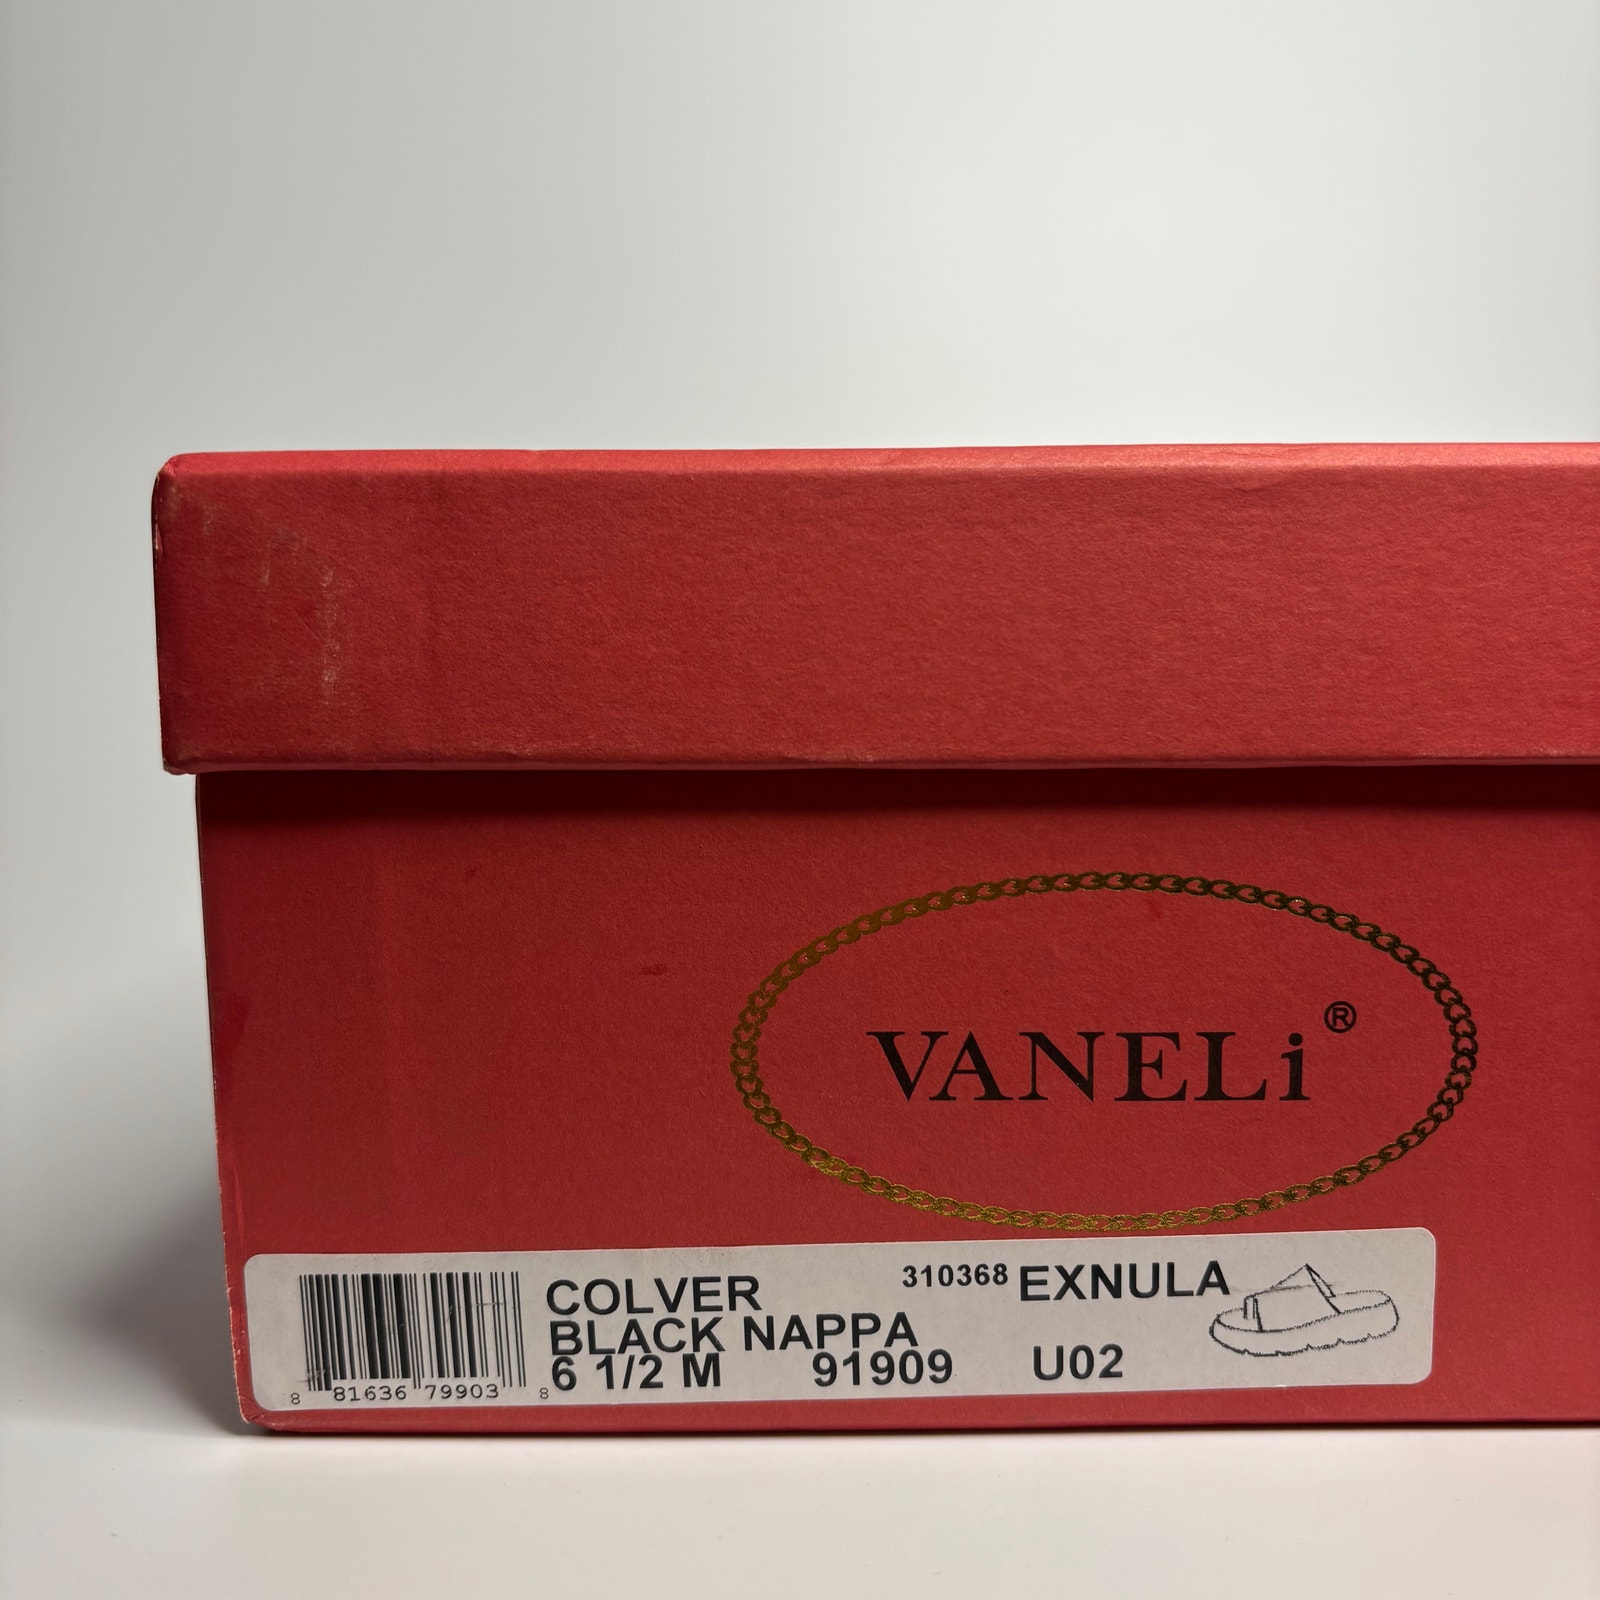 VANELi®
COLVER 310368 EXNULA
BLACK NAPPA
6 1/2 M 91909 U02
8 81636 79903 8